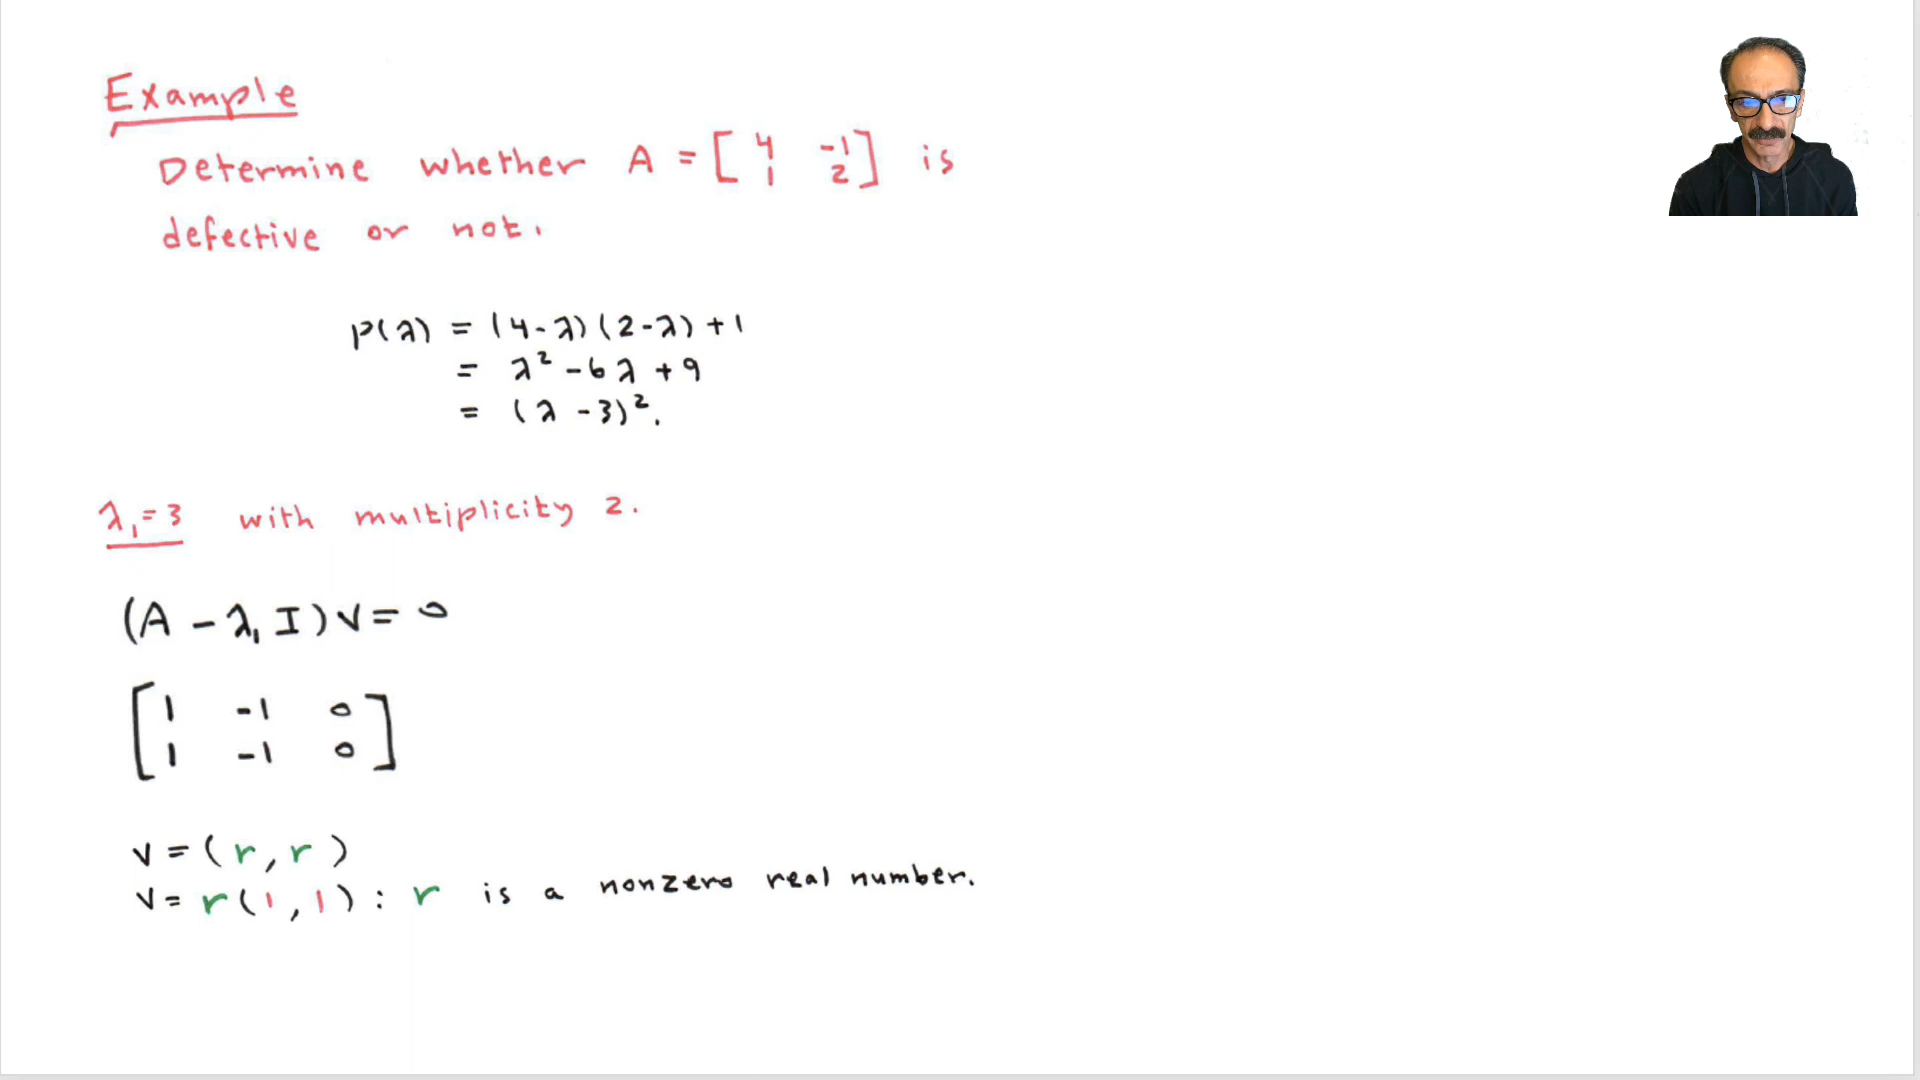 Example
Determine whether A = [ 4 -1 ] is
1 2
defective or not.
p(λ) = (4-λ)(2-λ)+1
= λ² -6λ +9
= (λ -3)².
λ₁=3 with multiplicity 2.
(A - λ₁ I)v = 0
[ 1 -1 0
1 -1 0 ]
v = (r, r)
v = r(1, 1) : r is a nonzero real number.